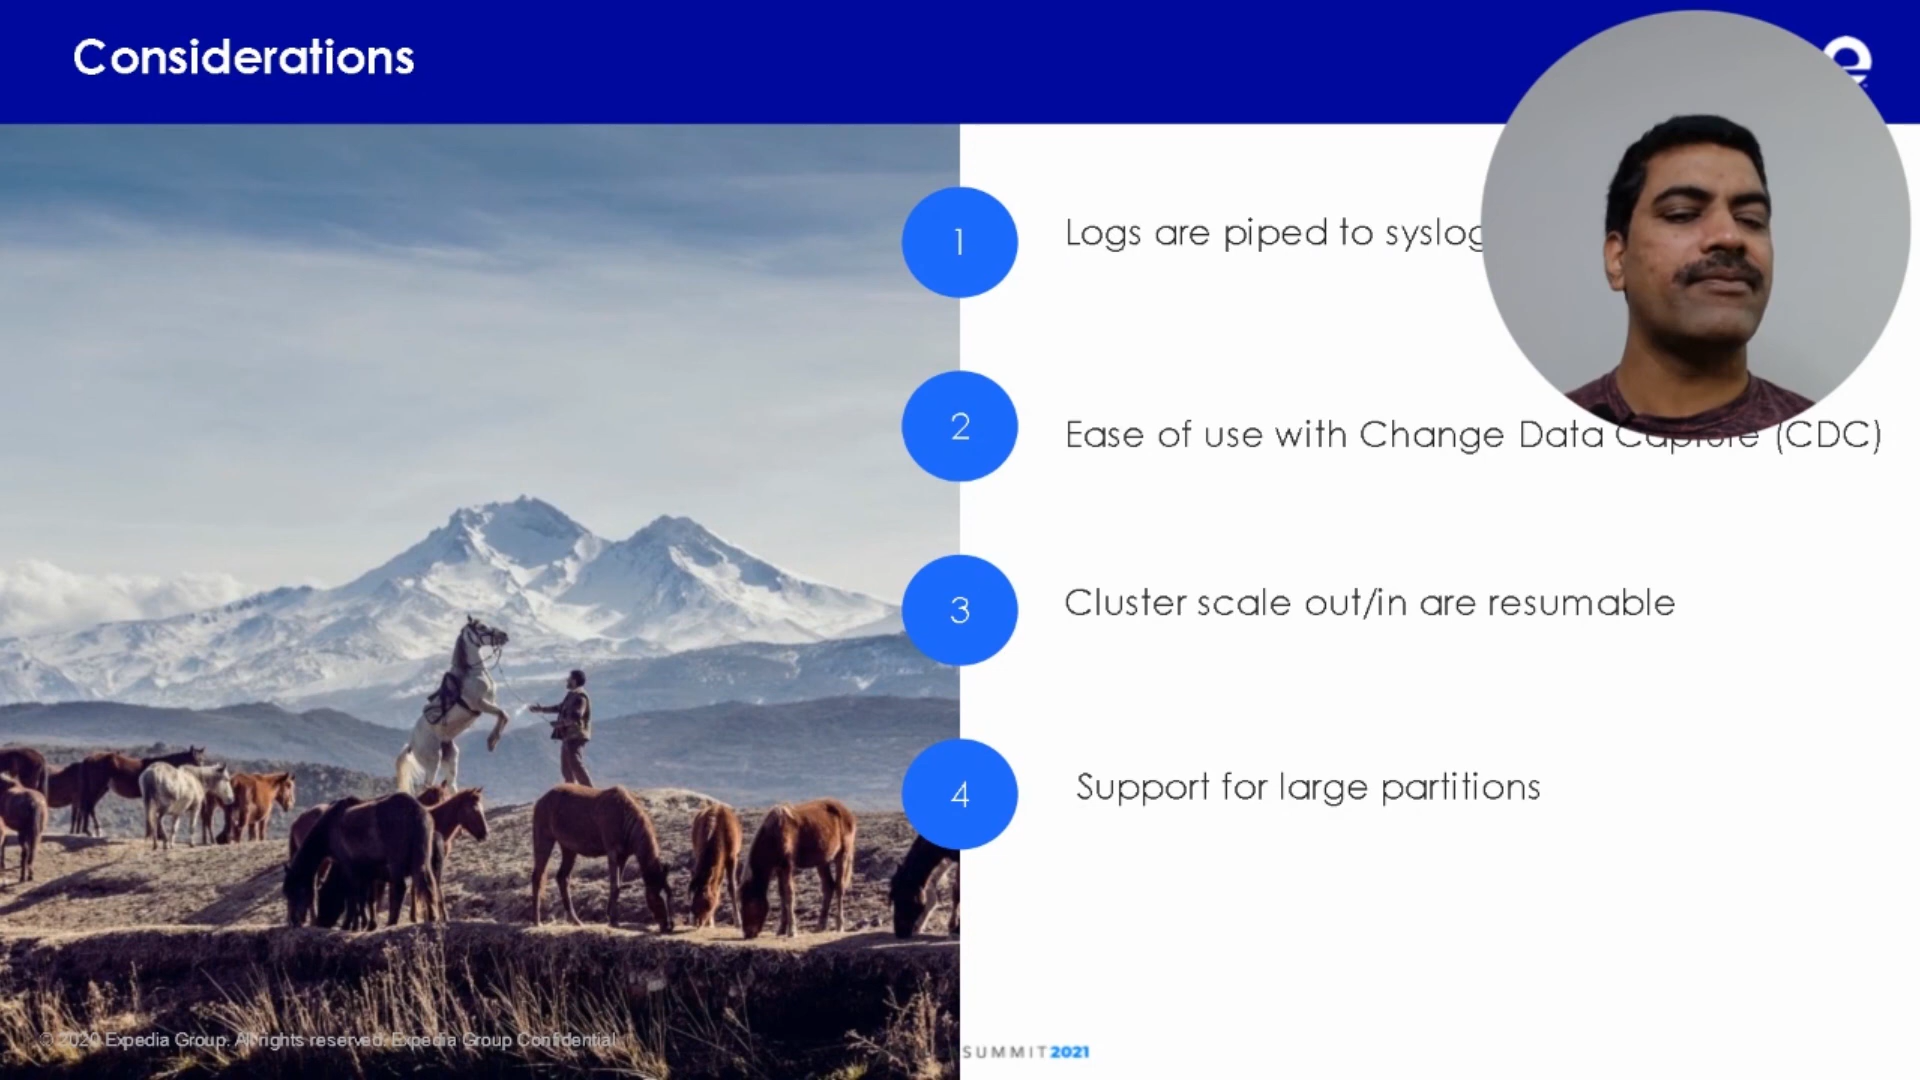 Considerations
1
Logs are piped to syslog
2
Ease of use with Change Data Capture (CDC)
3
Cluster scale out/in are resumable
4
Support for large partitions
© 2020 Expedia Group. All rights reserved. Expedia Group Confidential
SUMMIT2021